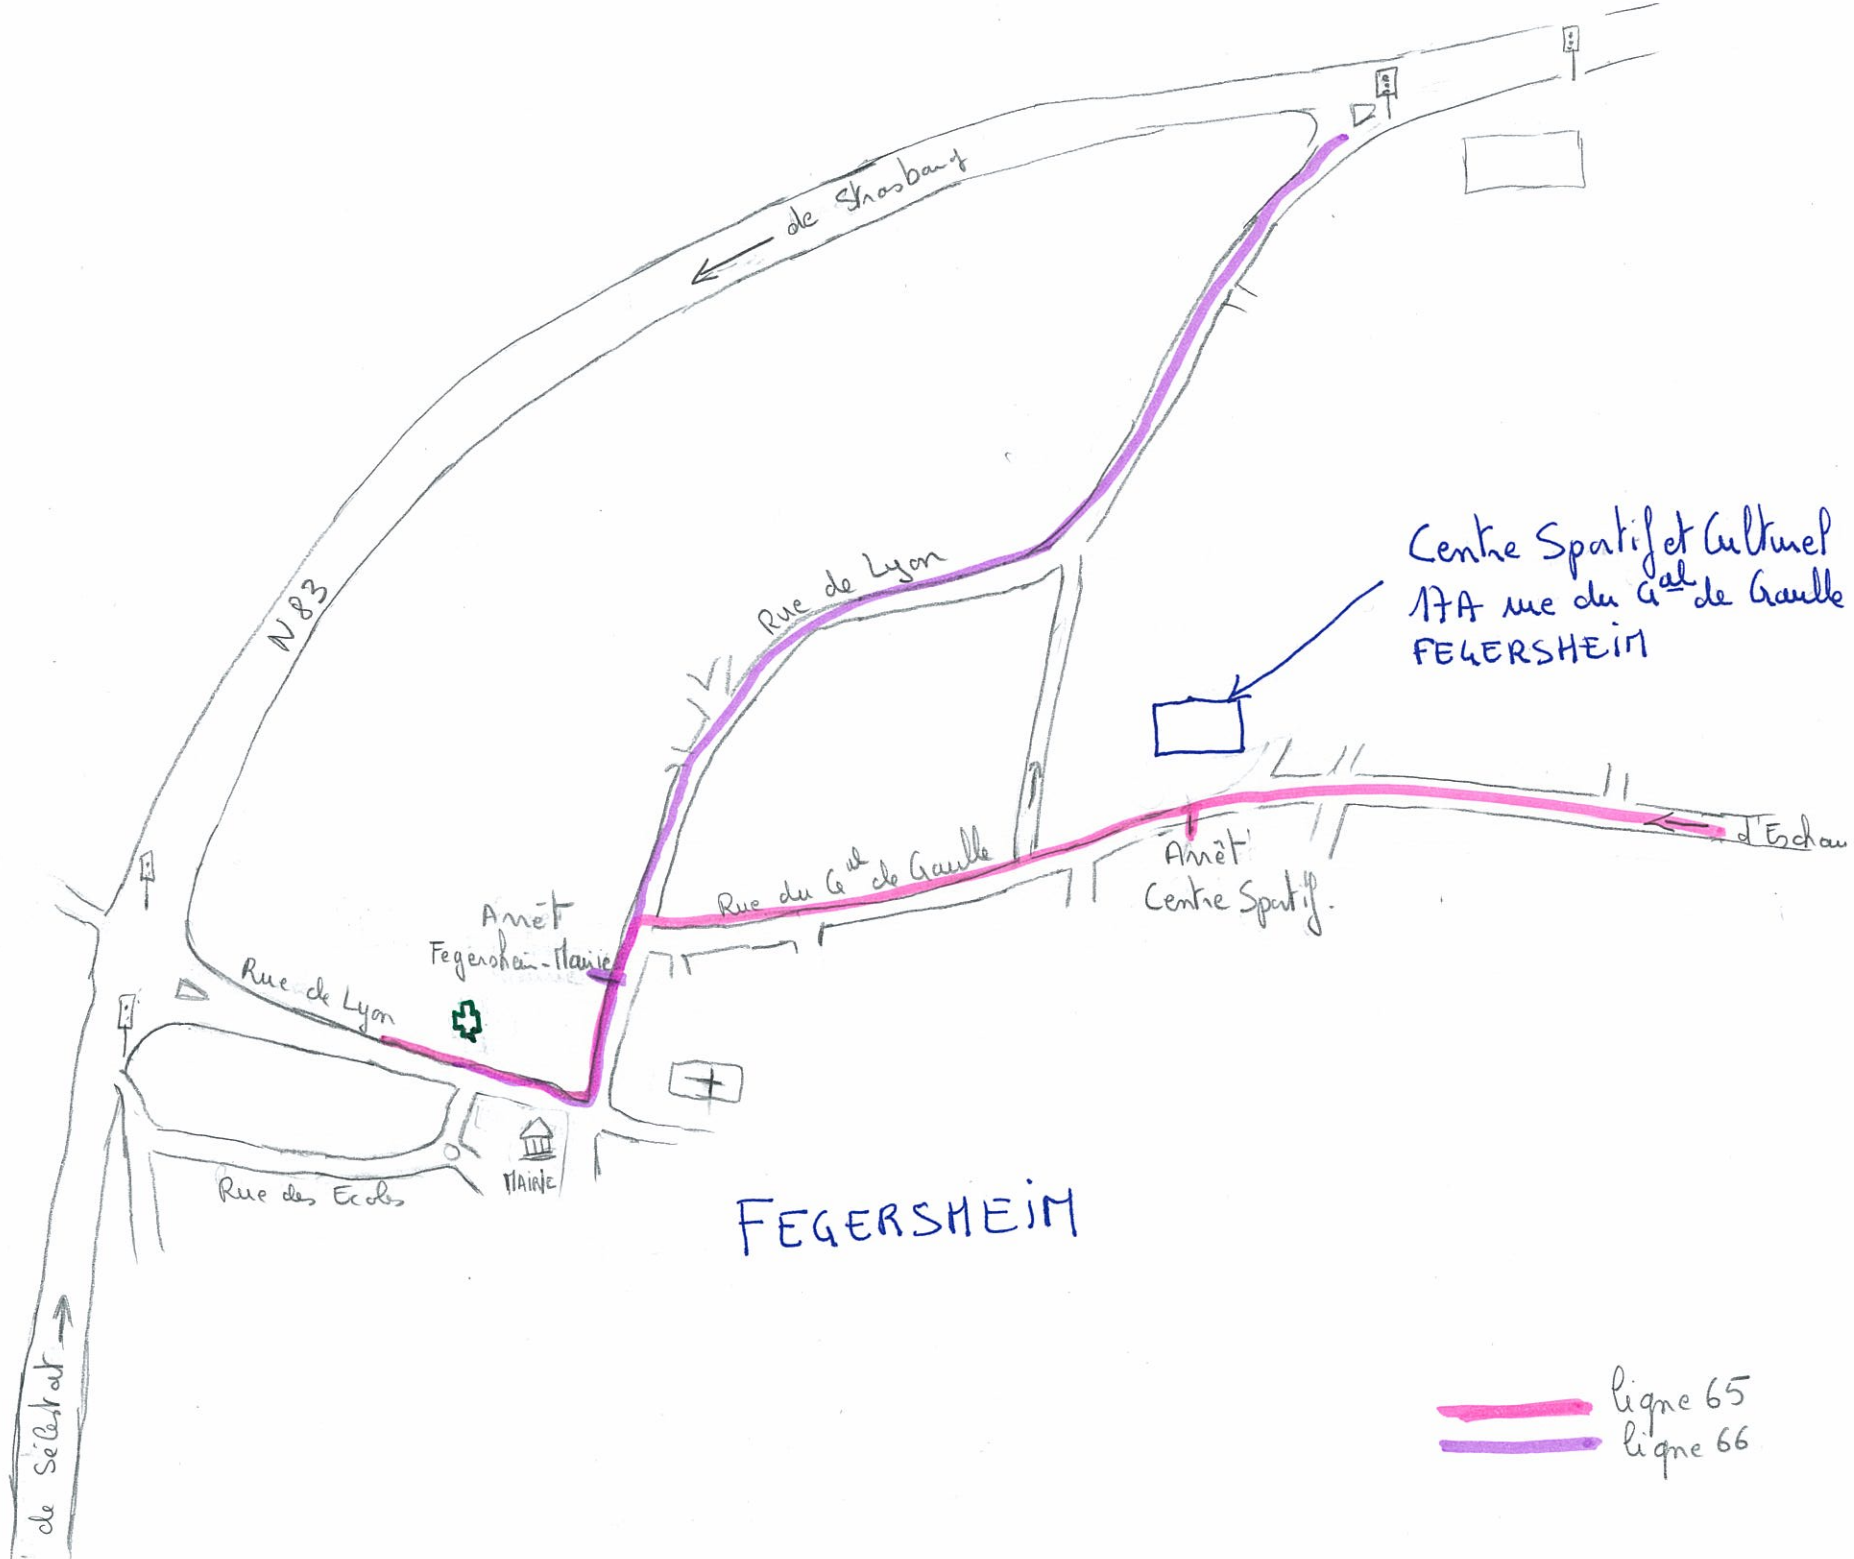 de Strasbourg
N 83
Rue de Lyon
Centre Sportif et Culturel
17A rue du Gal de Gaulle
FEGERSHEiM
d'Eschau
Arrêt
Centre Sportif.
Rue du Gal de Gaulle
Arrêt
Fegersheim-Mairie
Rue de Lyon
MAIRIE
Rue des Ecoles
FEGERSHEiM
de Sélestat
ligne 65
ligne 66